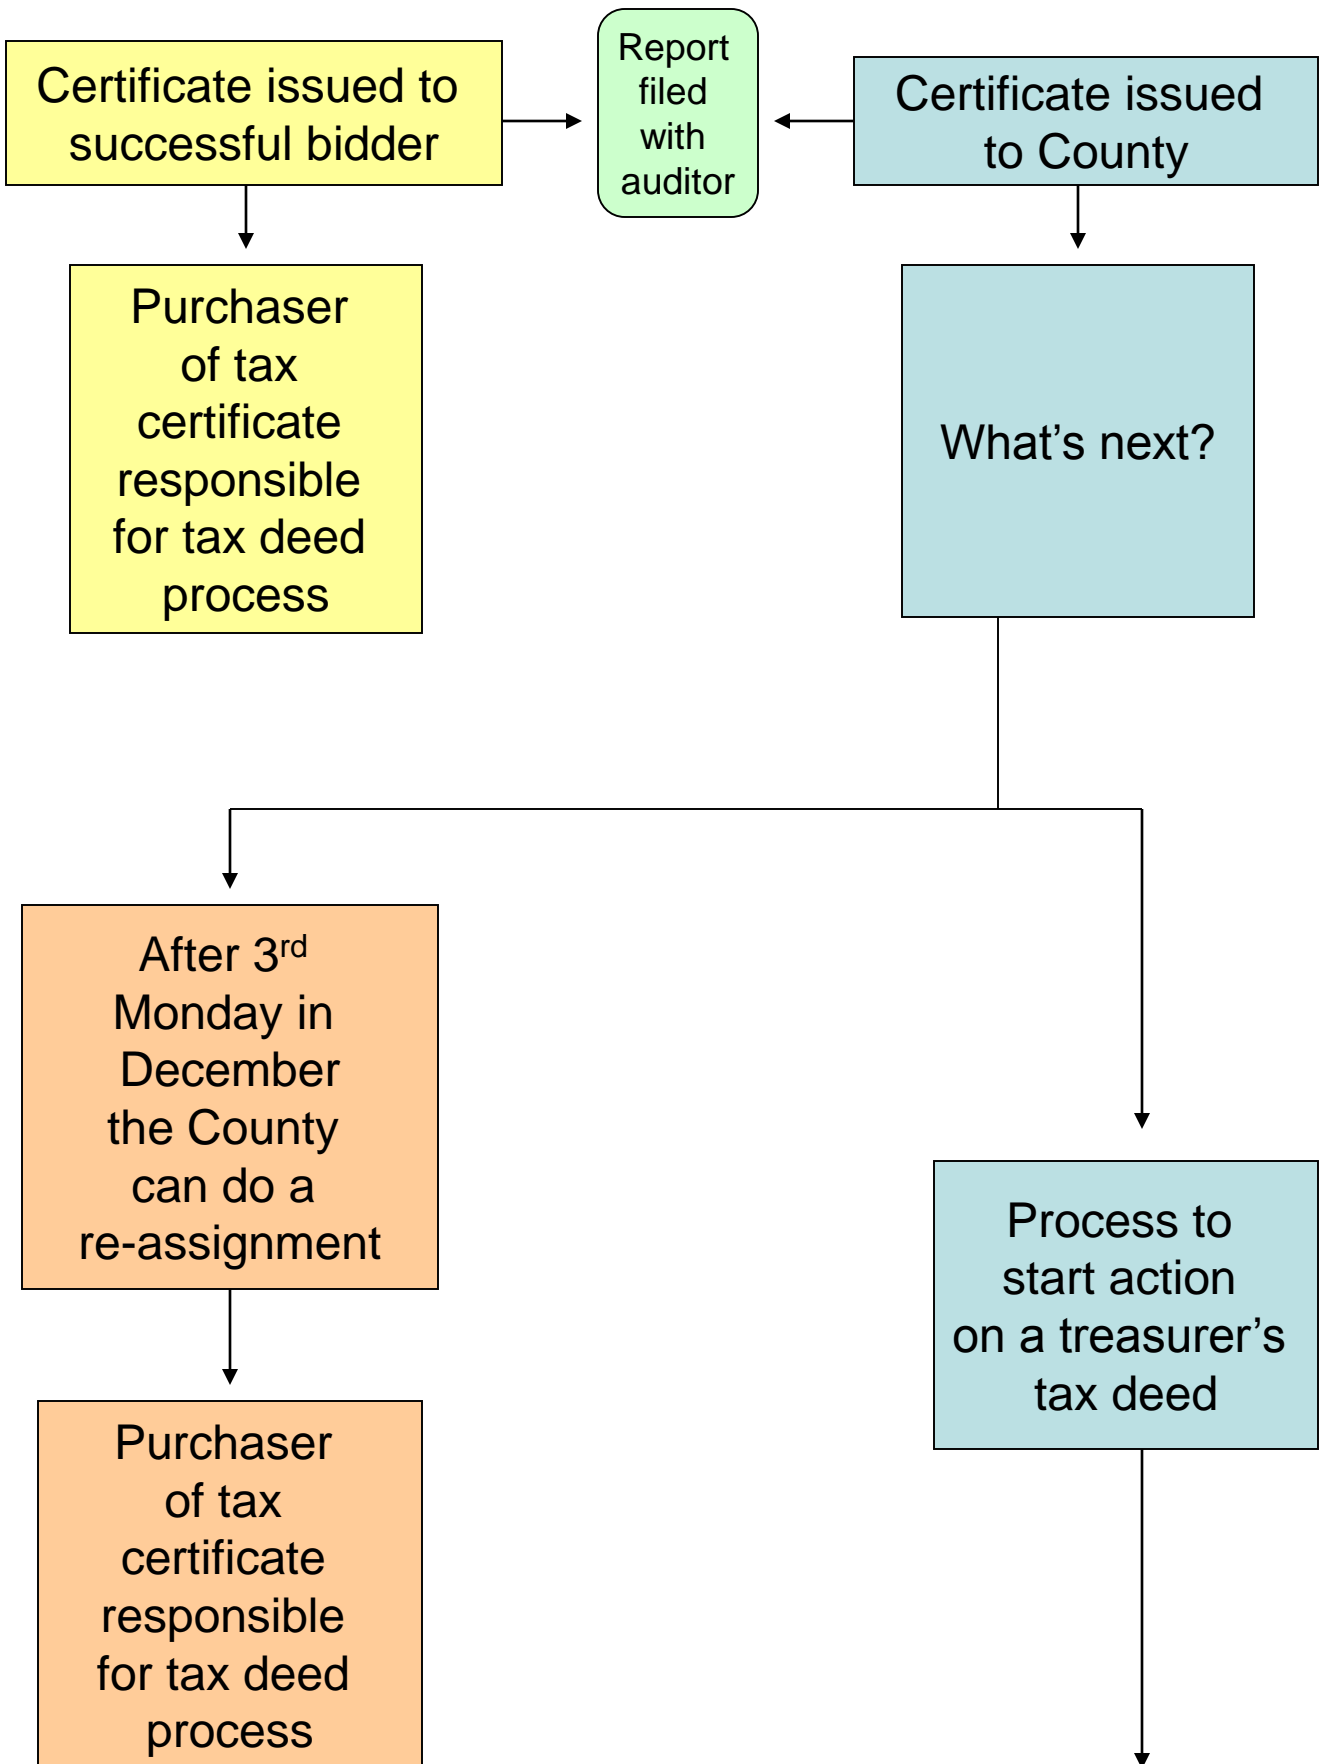 Certificate issued to
successful bidder
Report
filed
with
auditor
Certificate issued
to County
Purchaser
of tax
certificate
responsible
for tax deed
process
What’s next?
After 3rd
Monday in
December
the County
can do a
re-assignment
Process to
start action
on a treasurer’s
tax deed
Purchaser
of tax
certificate
responsible
for tax deed
process